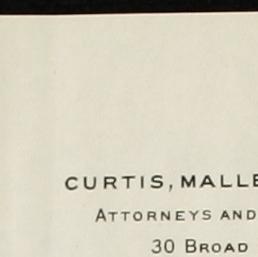 CURTIS, MALLE
ATTORNEYS AND
30 BROAD